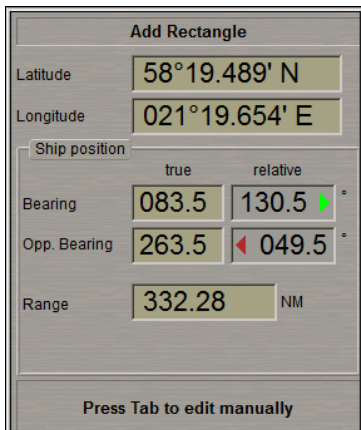 Add Rectangle
Latitude 58°19.489' N
Longitude 021°19.654' E
Ship position
true relative
Bearing 083.5 130.5 °
Opp. Bearing 263.5 049.5 °
Range 332.28 NM
Press Tab to edit manually